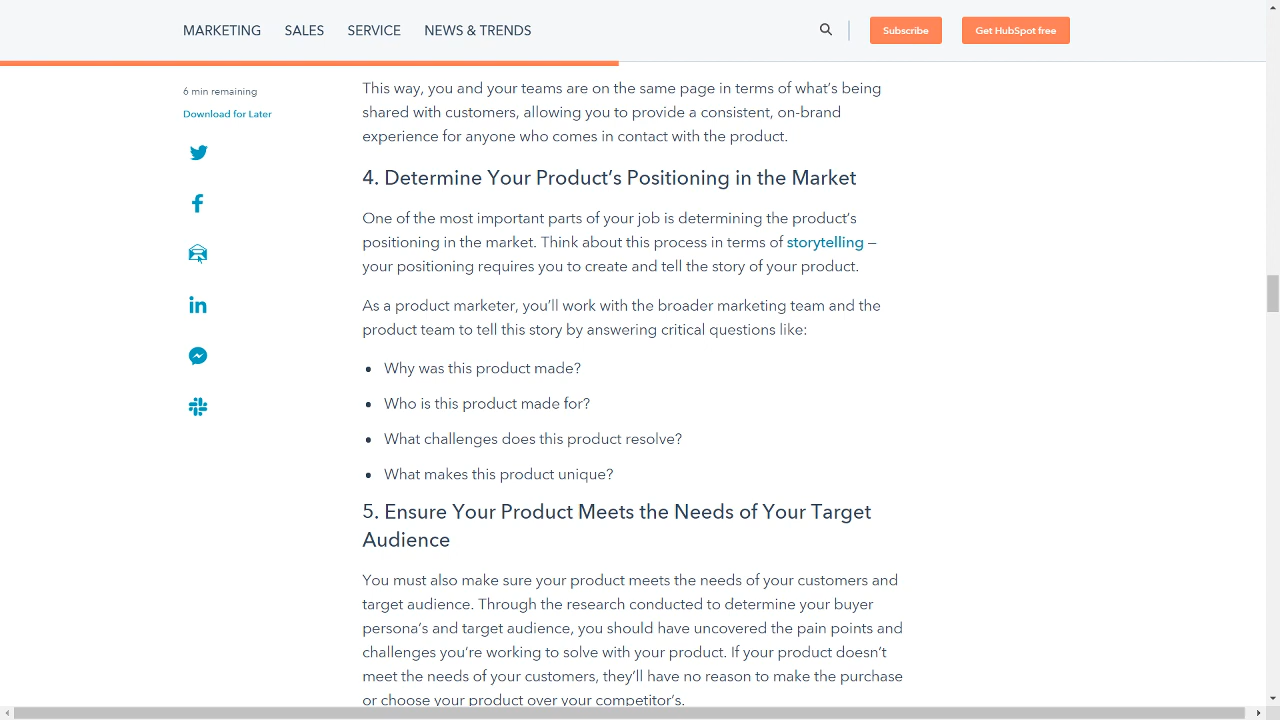 MARKETING SALES SERVICE NEWS & TRENDS Subscribe Get HubSpot free
6 min remaining
Download for Later
This way, you and your teams are on the same page in terms of what's being
shared with customers, allowing you to provide a consistent, on-brand
experience for anyone who comes in contact with the product.
4. Determine Your Product's Positioning in the Market
One of the most important parts of your job is determining the product's
positioning in the market. Think about this process in terms of storytelling —
your positioning requires you to create and tell the story of your product.
As a product marketer, you'll work with the broader marketing team and the
product team to tell this story by answering critical questions like:
• Why was this product made?
• Who is this product made for?
• What challenges does this product resolve?
• What makes this product unique?
5. Ensure Your Product Meets the Needs of Your Target
Audience
You must also make sure your product meets the needs of your customers and
target audience. Through the research conducted to determine your buyer
persona's and target audience, you should have uncovered the pain points and
challenges you're working to solve with your product. If your product doesn't
meet the needs of your customers, they'll have no reason to make the purchase
or choose your product over your competitor's.